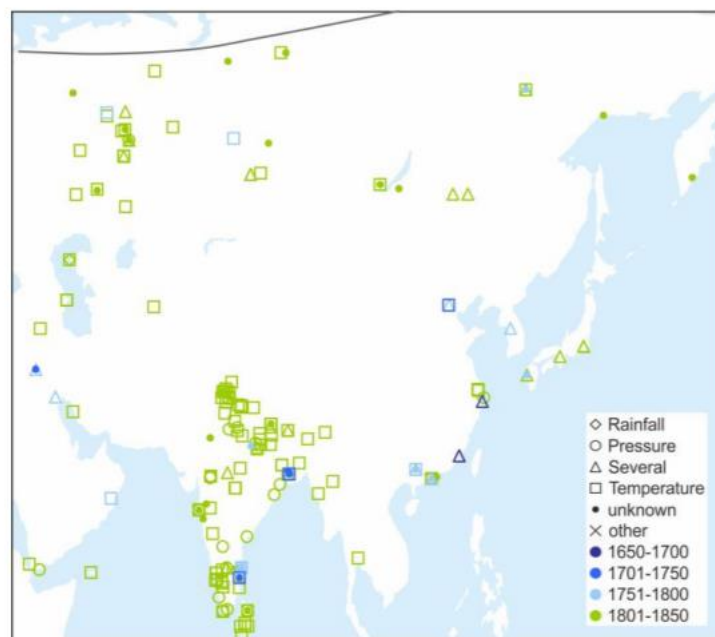 Rainfall
Pressure
Several
Temperature
unknown
other
1650-1700
1701-1750
1751-1800
1801-1850